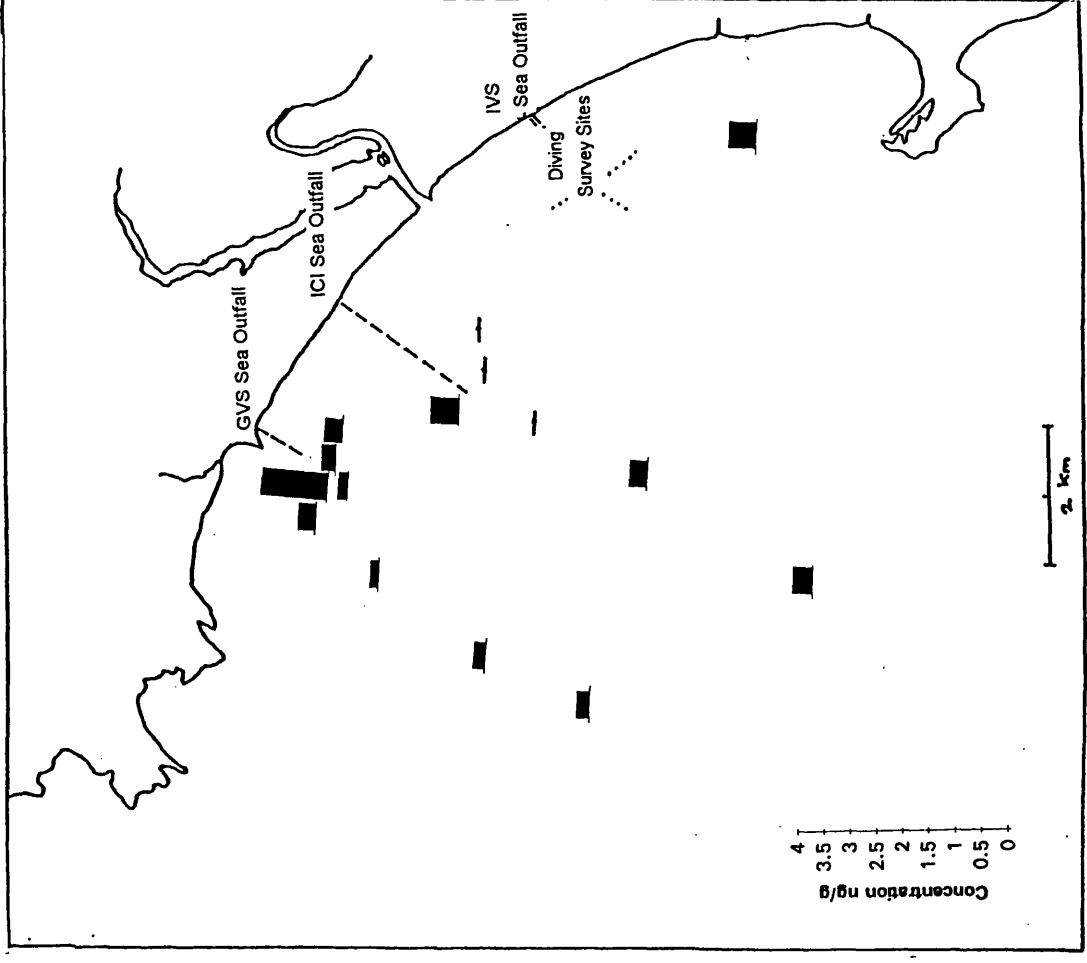 GVS Sea Outfall
ICI Sea Outfall
IVS
Sea Outfall
Diving
Survey Sites
Concentration ng/g
4
3.5
3
2.5
2
1.5
1
0.5
0
2 km